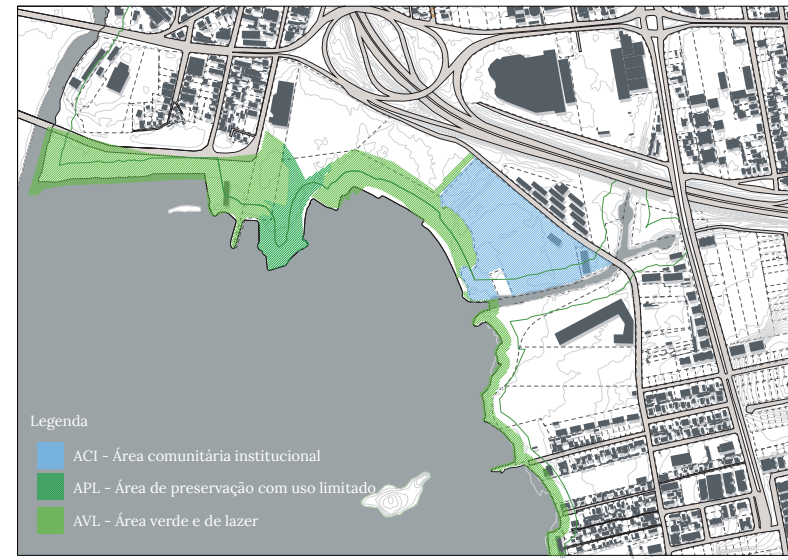 Legenda
ACI - Área comunitária institucional
APL - Área de preservação com uso limitado
AVL - Área verde e de lazer